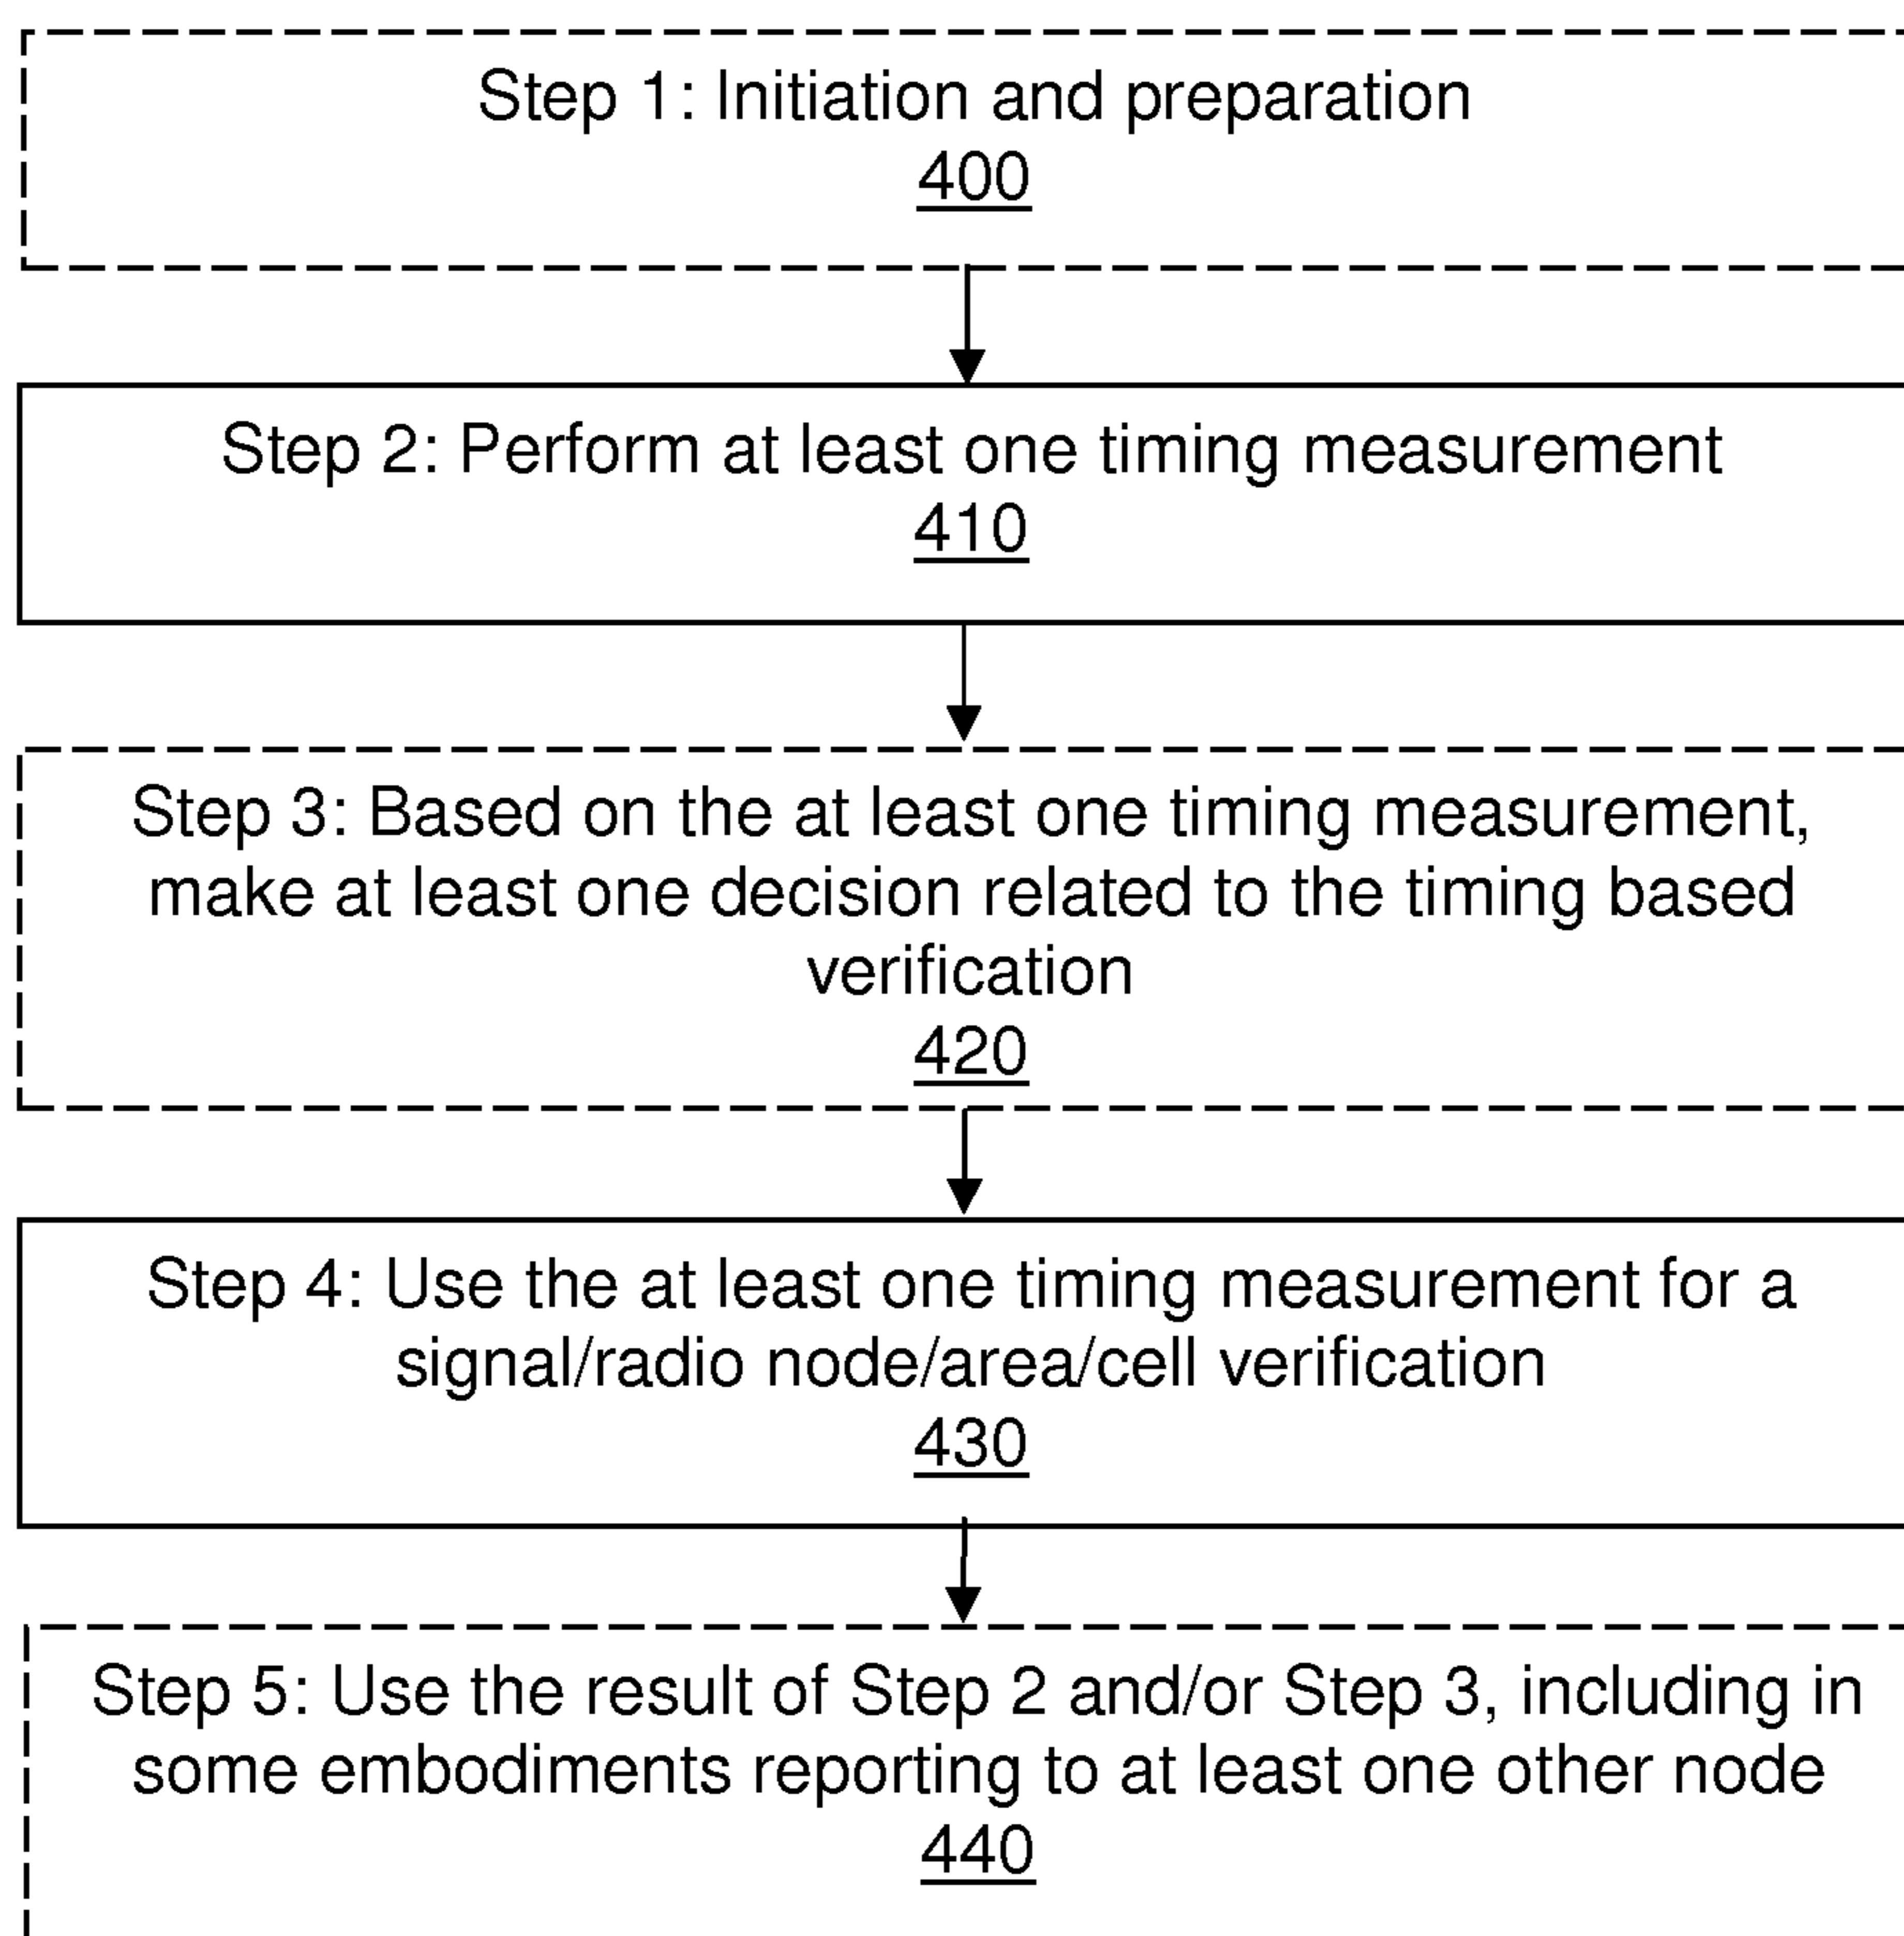 Step 1: Initiation and preparation
400
Step 2: Perform at least one timing measurement
410
Step 3: Based on the at least one timing measurement,
make at least one decision related to the timing based
verification
420
Step 4: Use the at least one timing measurement for a
signal/radio node/area/cell verification
430
Step 5: Use the result of Step 2 and/or Step 3, including in
some embodiments reporting to at least one other node
440